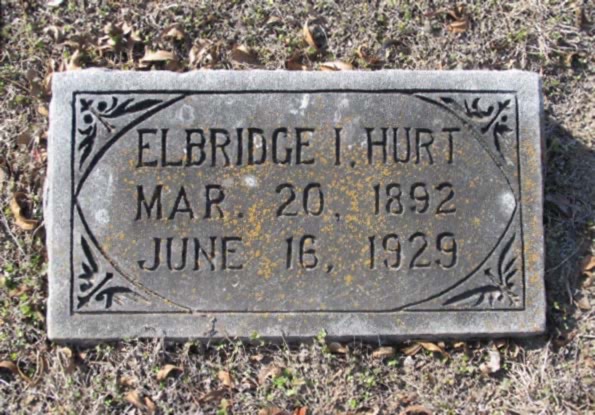 ELBRIDGE I. HURT
MAR. 20, 1892
JUNE 16, 1929